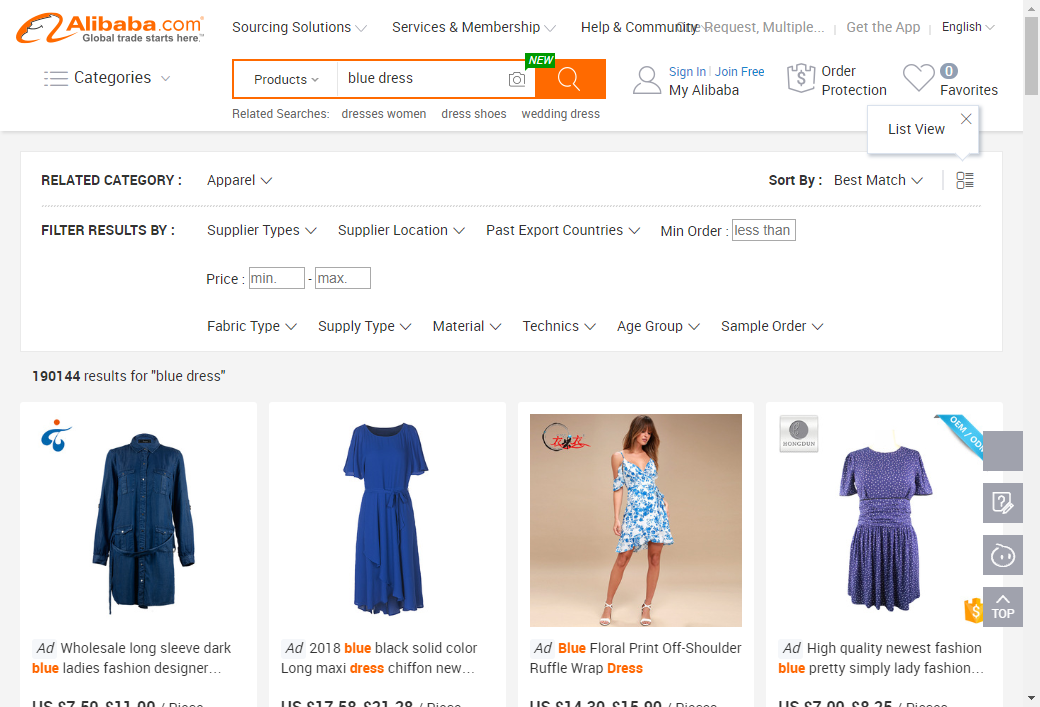 Alibaba.com
Global trade starts here.™
Sourcing Solutions
Services & Membership
Help & Community
One Request, Multiple...
Get the App
English
Categories
Products
blue dress
NEW
Sign In | Join Free
My Alibaba
Order
Protection
0
Favorites
Related Searches: dresses women dress shoes wedding dress
List View
RELATED CATEGORY : Apparel
Sort By : Best Match
FILTER RESULTS BY : Supplier Types Supplier Location Past Export Countries Min Order : less than
Price : min. - max.
Fabric Type Supply Type Material Technics Age Group Sample Order
190144 results for "blue dress"
HONGDUN
OEM / ODM
TOP
Ad Wholesale long sleeve dark
blue ladies fashion designer…
Ad 2018 blue black solid color
Long maxi dress chiffon new…
Ad Blue Floral Print Off-Shoulder
Ruffle Wrap Dress
Ad High quality newest fashion
blue pretty simply lady fashion…
US $7.50-$11.00 / Piece
US $17.58-$21.28 / Piece
US $14.30-$15.90 / Piece
US $7.00-$8.25 / Pieces